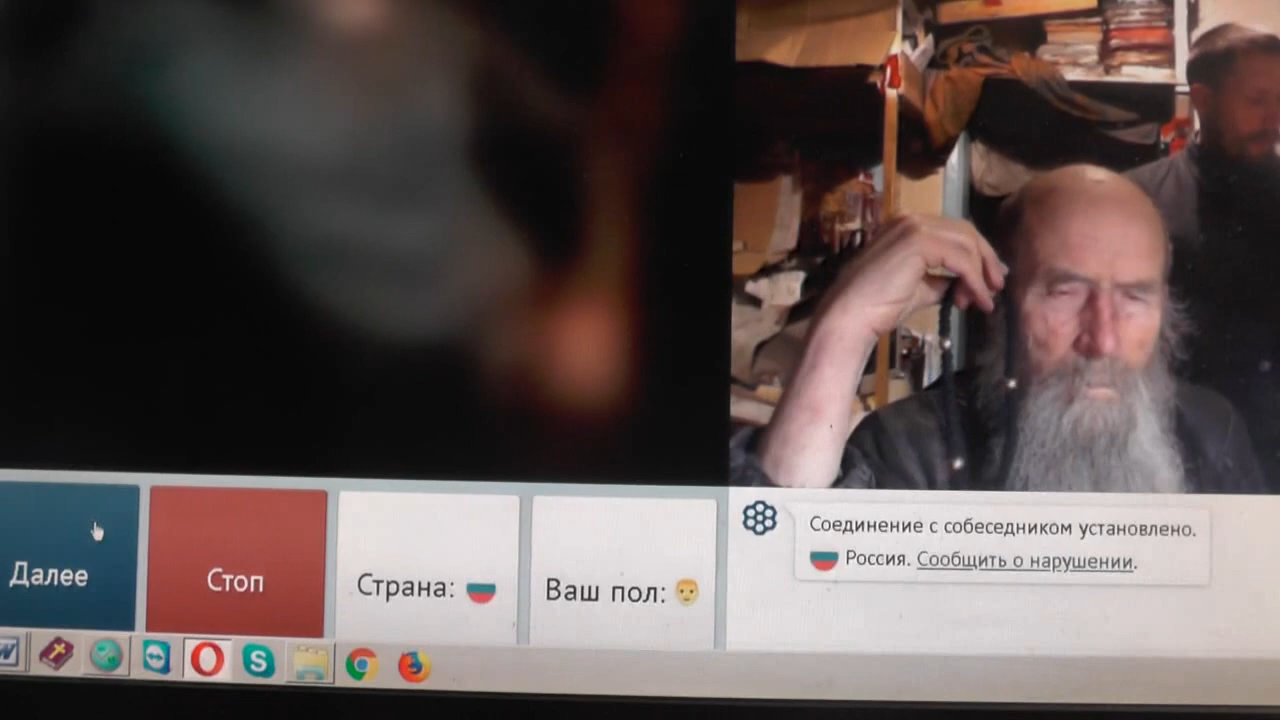 Соединение с собеседником установлено.
Россия. Сообщить о нарушении.
Далее
Стоп
Страна:
Ваш пол:
W
S